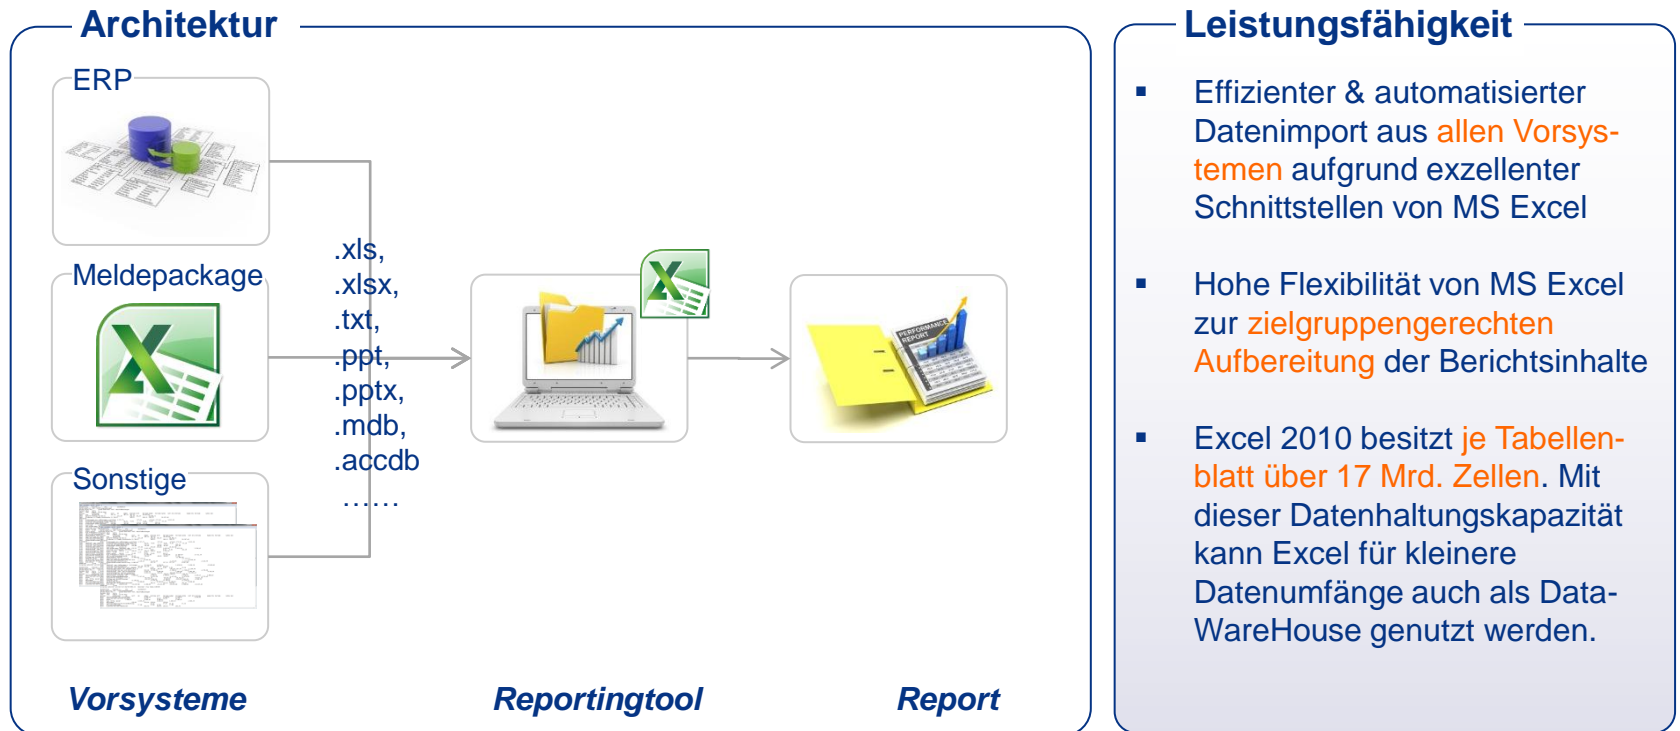 Architektur
ERP
Meldepackage
Sonstige
.xls,
.xlsx,
.txt,
.ppt,
.pptx,
.mdb,
.accdb
......
PERFORMANCE
REPORT
Vorsysteme
Reportingtool
Report
Leistungsfähigkeit
▪ Effizienter & automatisierter
Datenimport aus allen Vorsys-
temen aufgrund exzellenter
Schnittstellen von MS Excel
▪ Hohe Flexibilität von MS Excel
zur zielgruppengerechten
Aufbereitung der Berichtsinhalte
▪ Excel 2010 besitzt je Tabellen-
blatt über 17 Mrd. Zellen. Mit
dieser Datenhaltungskapazität
kann Excel für kleinere
Datenumfänge auch als Data-
WareHouse genutzt werden.